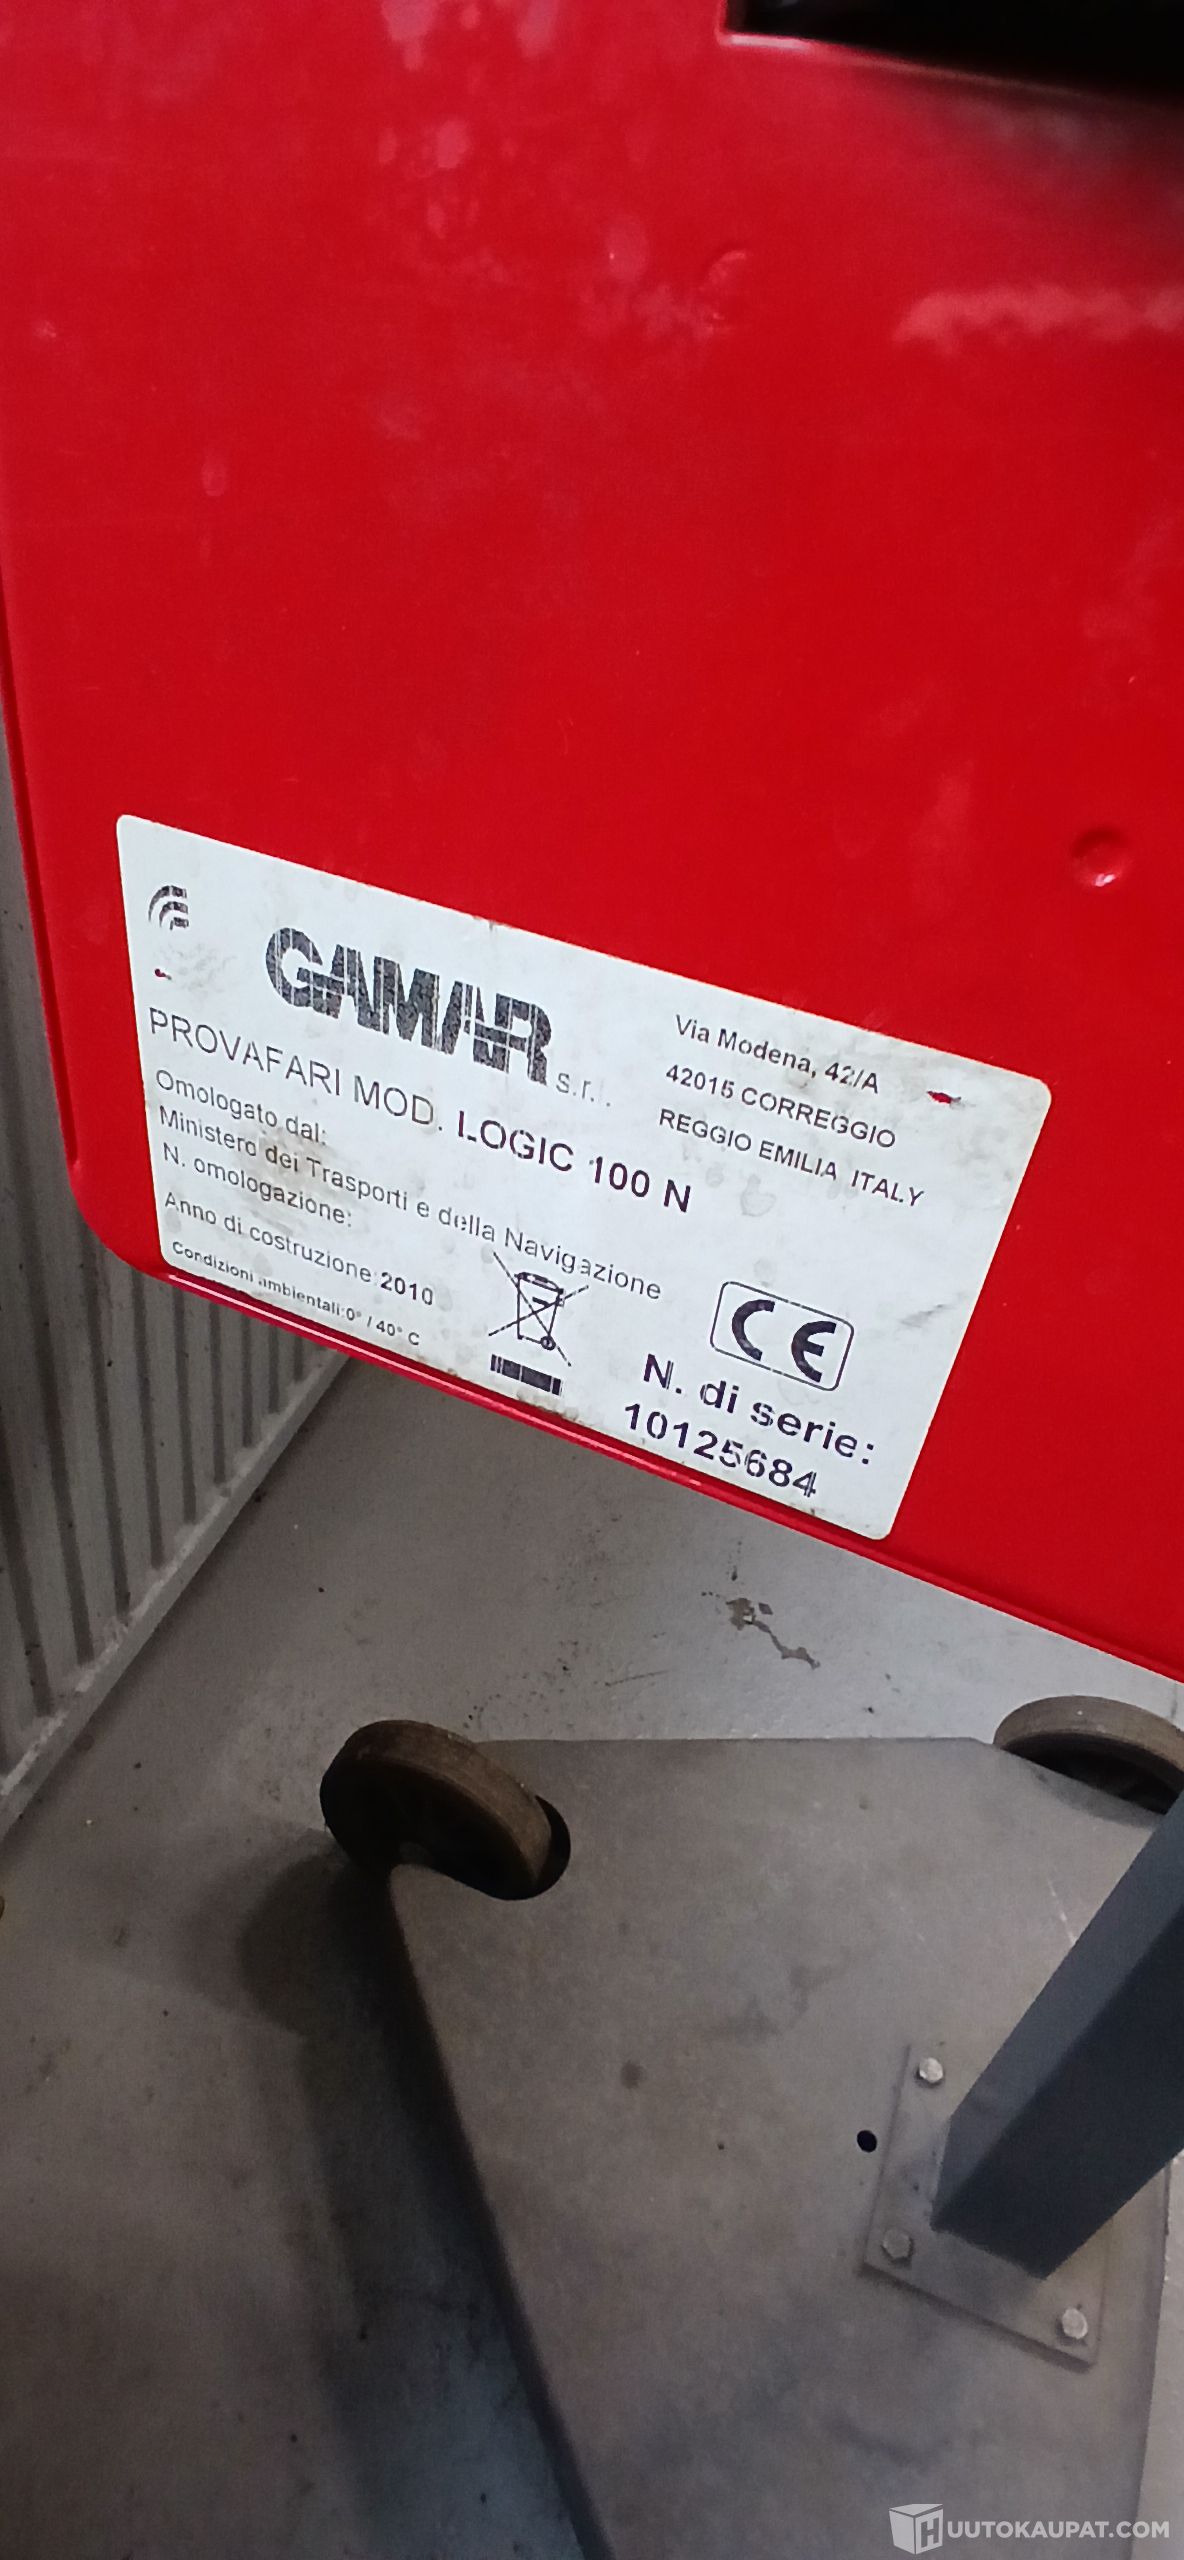 GAMAR s.r.l.
Via Modena, 42/A
42015 CORREGGIO
REGGIO EMILIA ITALY
PROVAFARI MOD. LOGIC 100 N
Omologato dal:
Ministero dei Trasporti e della Navigazione
N. omologazione:
Anno di costruzione 2010
Condizioni ambientali:0° / 40° C
CE
N. di serie:
10125684
HUUTOKAUPAT.COM